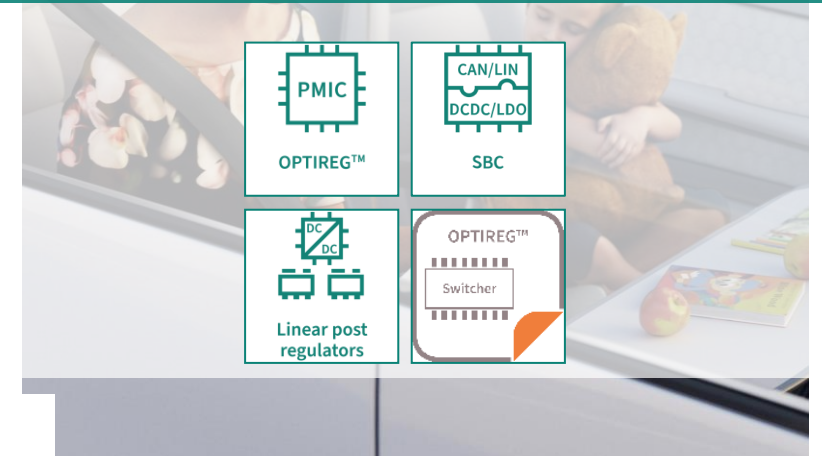 PMIC
OPTIREG™
CAN/LIN
DCDC/LDO
SBC
DC
DC
Linear post
regulators
OPTIREG™
Switcher